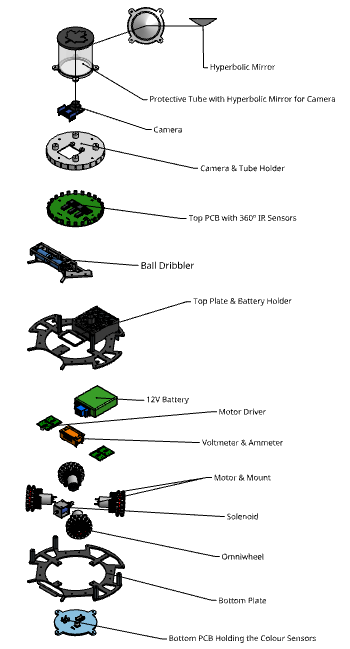 Hyperbolic Mirror
Protective Tube with Hyperbolic Mirror for Camera
Camera
Camera & Tube Holder
Top PCB with 360° IR Sensors
Ball Dribbler
Top Plate & Battery Holder
12V Battery
Motor Driver
Voltmeter & Ammeter
Motor & Mount
Solenoid
Omniwheel
Bottom Plate
Bottom PCB Holding the Colour Sensors